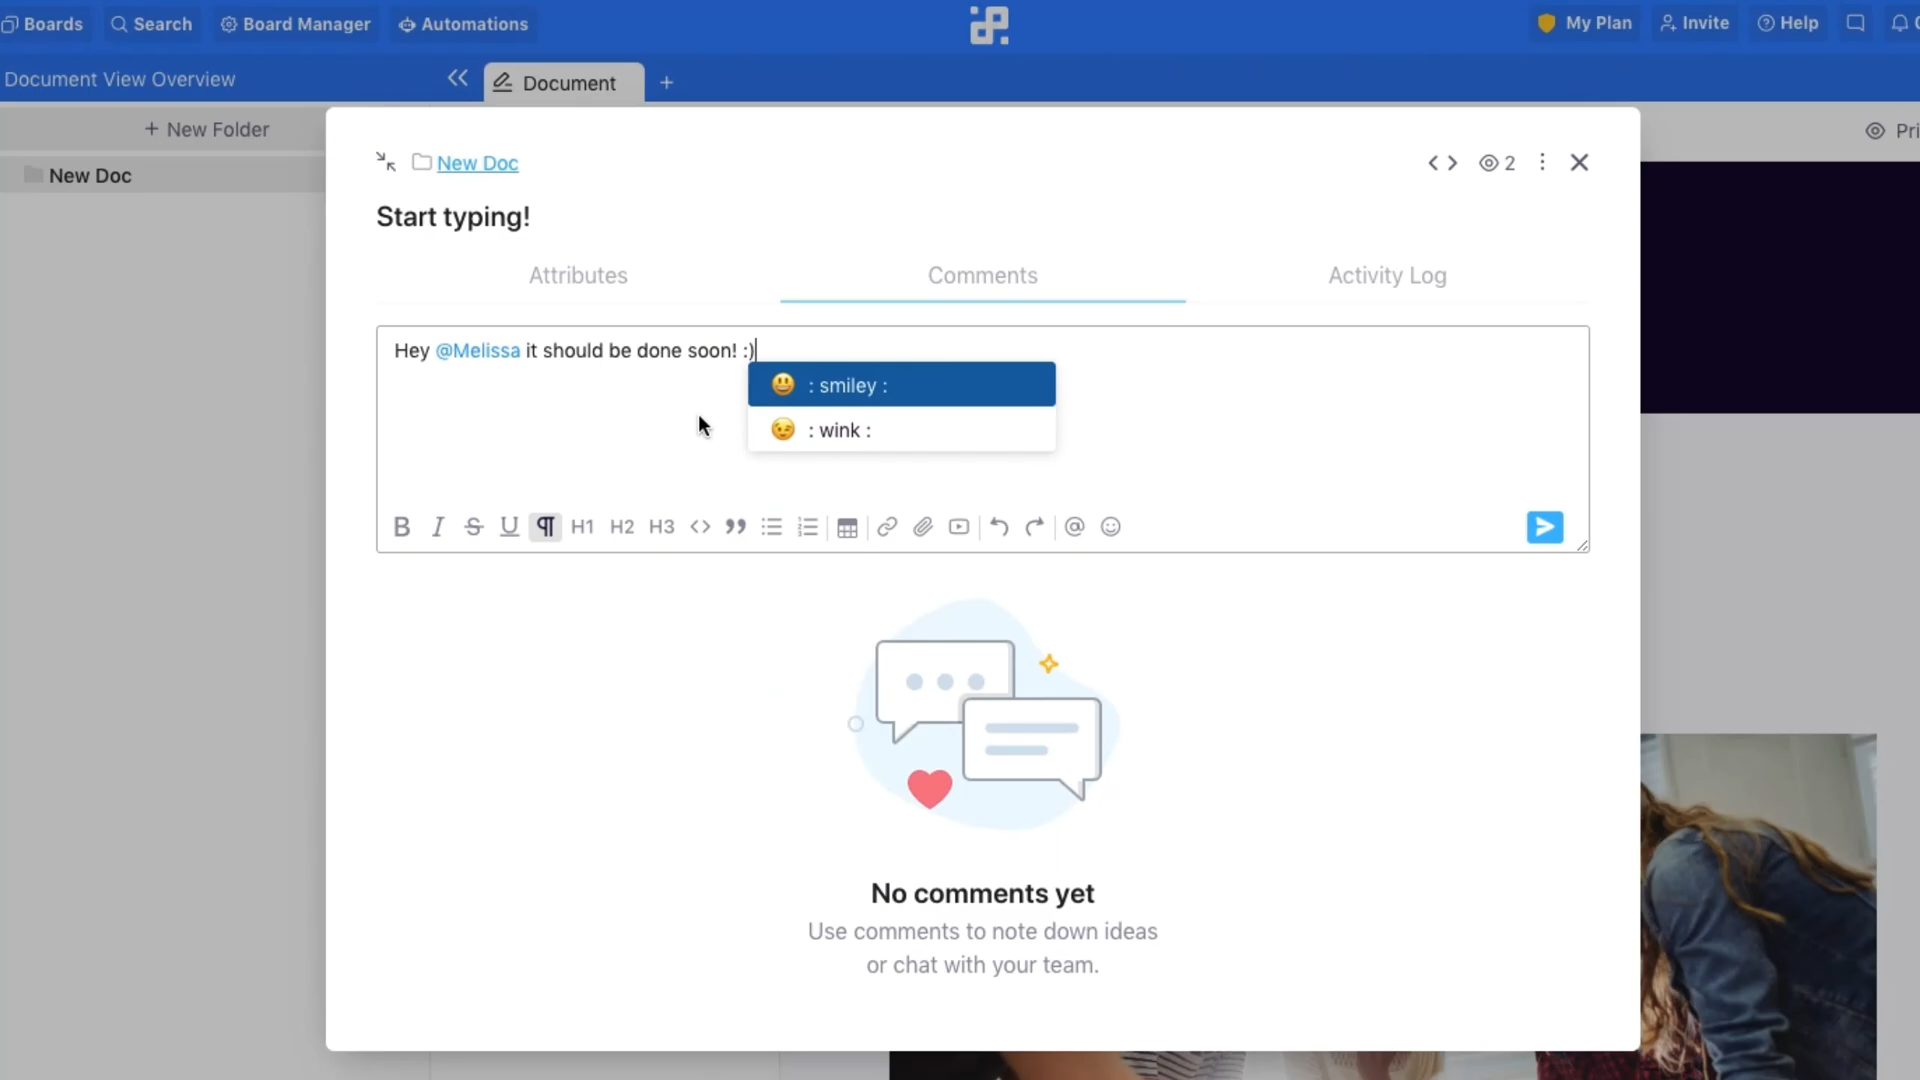 Boards Search Board Manager Automations My Plan Invite Help
Document View Overview Document +
+ New Folder
New Doc
New Doc 2
Start typing!
Attributes Comments Activity Log
Hey @Melissa it should be done soon! :)
😃 : smiley :
😉 : wink :
B I S U ¶ H1 H2 H3 <> @
No comments yet
Use comments to note down ideas
or chat with your team.